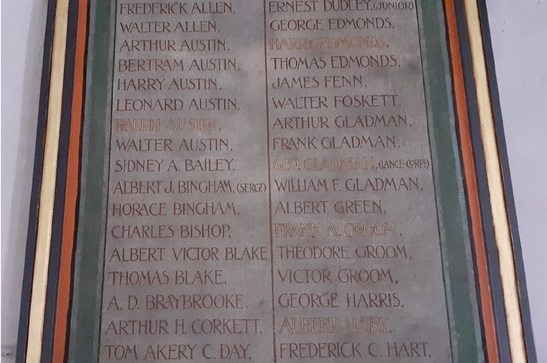 FREDERICK ALLEN.
WALTER ALLEN.
ARTHUR AUSTIN.
BERTRAM AUSTIN.
HARRY AUSTIN.
LEONARD AUSTIN.
RALPH AUSTIN.
WALTER AUSTIN.
SIDNEY A. BAILEY.
ALBERT J. BINGHAM, (SERGT)
HORACE BINGHAM,
CHARLES BISHOP,
ALBERT VICTOR BLAKE
THOMAS BLAKE,
A. D. BRAYBROOKE,
ARTHUR H. CORKETT,
TOM AKERY C. DAY,
ERNEST DUDLEY, (JUNIOR)
GEORGE EDMONDS,
HARRY EDMONDS,
THOMAS EDMONDS,
JAMES FENN,
WALTER FOSKETT,
ARTHUR GLADMAN,
FRANK GLADMAN,
GEO. GLADMAN, (LANCE-CORPL)
WILLIAM F. GLADMAN,
ALBERT GREEN,
FRANK A. GROOM,
THEODORE GROOM,
VICTOR GROOM,
GEORGE HARRIS,
ALBERT HART,
FREDERICK C. HART,